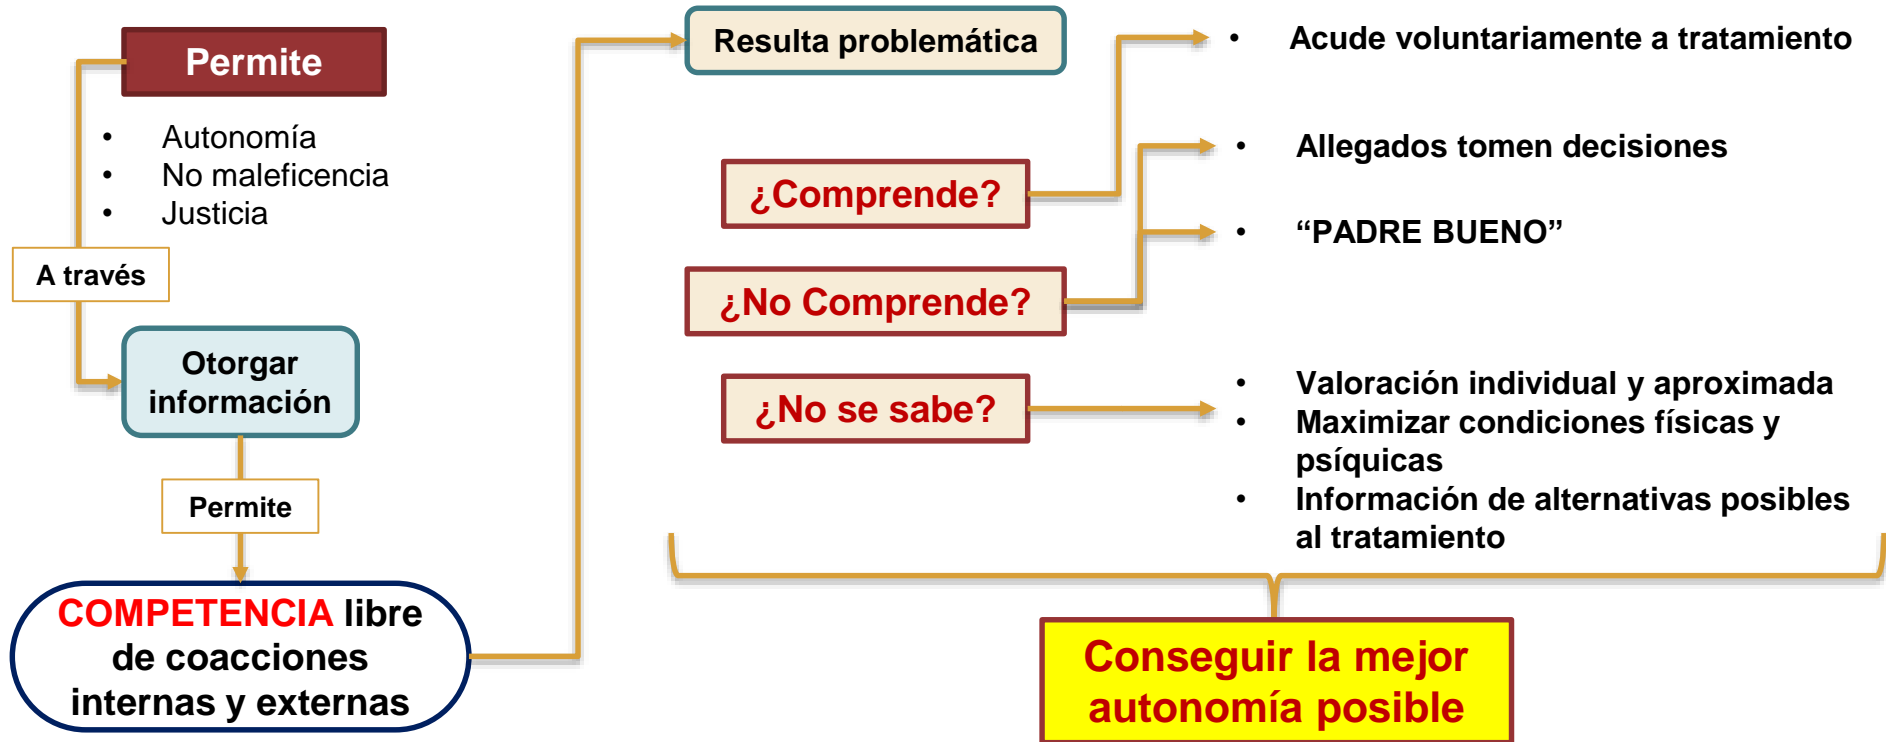 Permite
• Autonomía
• No maleficencia
• Justicia
A través
Otorgar
información
Permite
COMPETENCIA libre
de coacciones
internas y externas
Resulta problemática
¿Comprende?
• Acude voluntariamente a tratamiento
¿No Comprende?
• Allegados tomen decisiones
• “PADRE BUENO”
¿No se sabe?
• Valoración individual y aproximada
• Maximizar condiciones físicas y
psíquicas
• Información de alternativas posibles
al tratamiento
Conseguir la mejor
autonomía posible